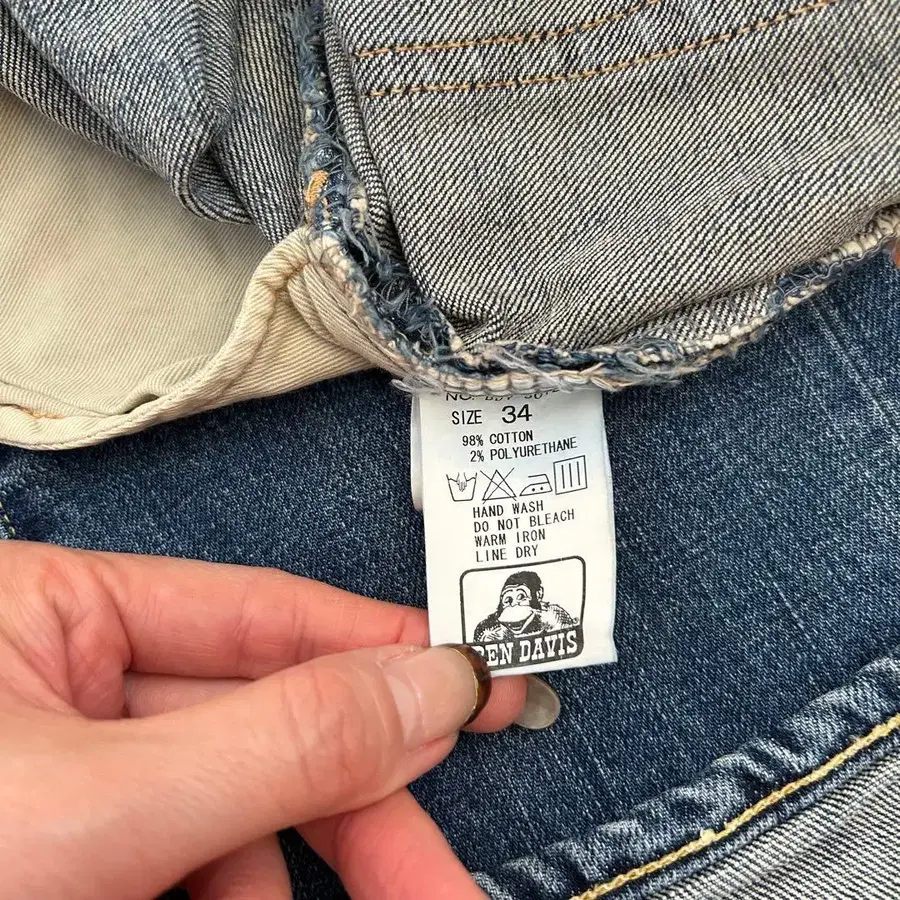 SIZE 34
98% COTTON
2% POLYURETHANE
HAND WASH
DO NOT BLEACH
WARM IRON
LINE DRY
BEN DAVIS